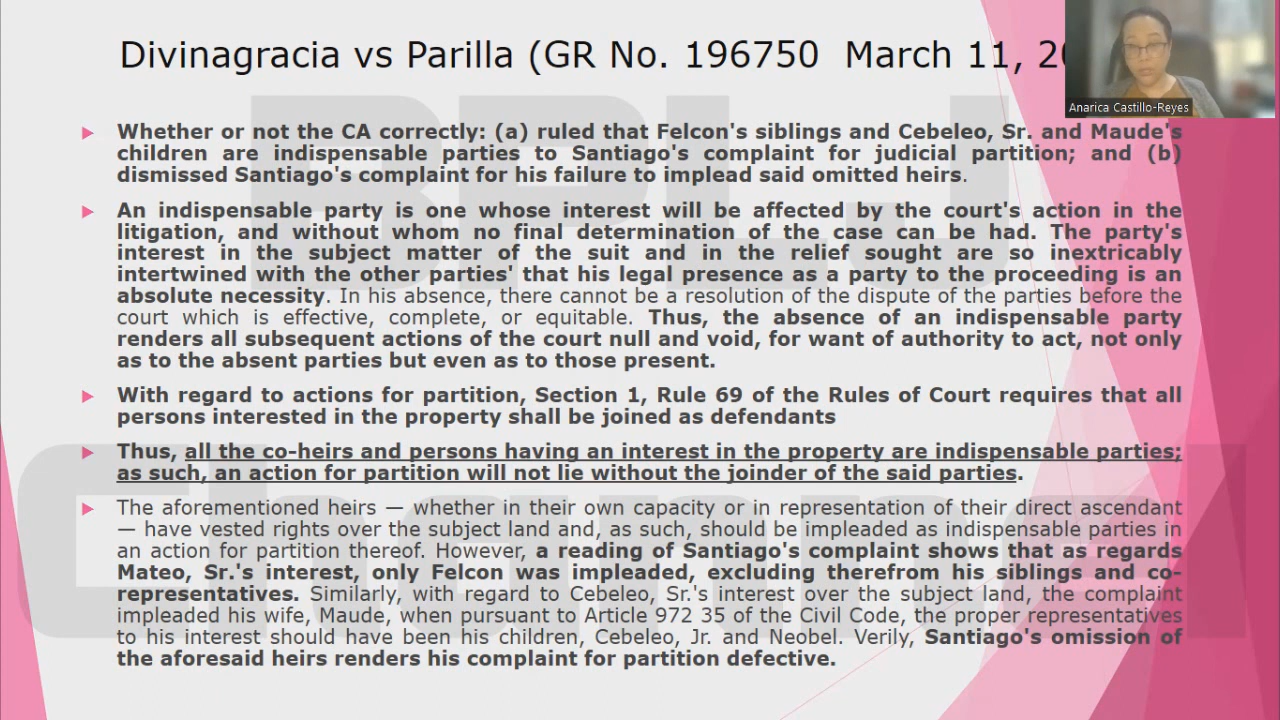 Divinagracia vs Parilla (GR No. 196750 March 11, 20
Anarica Castillo-Reyes
Whether or not the CA correctly: (a) ruled that Felcon's siblings and Cebeleo, Sr. and Maude's
children are indispensable parties to Santiago's complaint for judicial partition; and (b)
dismissed Santiago's complaint for his failure to implead said omitted heirs.
An indispensable party is one whose interest will be affected by the court's action in the
litigation, and without whom no final determination of the case can be had. The party's
interest in the subject matter of the suit and in the relief sought are so inextricably
intertwined with the other parties' that his legal presence as a party to the proceeding is an
absolute necessity. In his absence, there cannot be a resolution of the dispute of the parties before the
court which is effective, complete, or equitable. Thus, the absence of an indispensable party
renders all subsequent actions of the court null and void, for want of authority to act, not only
as to the absent parties but even as to those present.
With regard to actions for partition, Section 1, Rule 69 of the Rules of Court requires that all
persons interested in the property shall be joined as defendants
Thus, all the co-heirs and persons having an interest in the property are indispensable parties;
as such, an action for partition will not lie without the joinder of the said parties.
The aforementioned heirs — whether in their own capacity or in representation of their direct ascendant
— have vested rights over the subject land and, as such, should be impleaded as indispensable parties in
an action for partition thereof. However, a reading of Santiago's complaint shows that as regards
Mateo, Sr.'s interest, only Felcon was impleaded, excluding therefrom his siblings and co-
representatives. Similarly, with regard to Cebeleo, Sr.'s interest over the subject land, the complaint
impleaded his wife, Maude, when pursuant to Article 972 35 of the Civil Code, the proper representatives
to his interest should have been his children, Cebeleo, Jr. and Neobel. Verily, Santiago's omission of
the aforesaid heirs renders his complaint for partition defective.
BPLJ
Channel